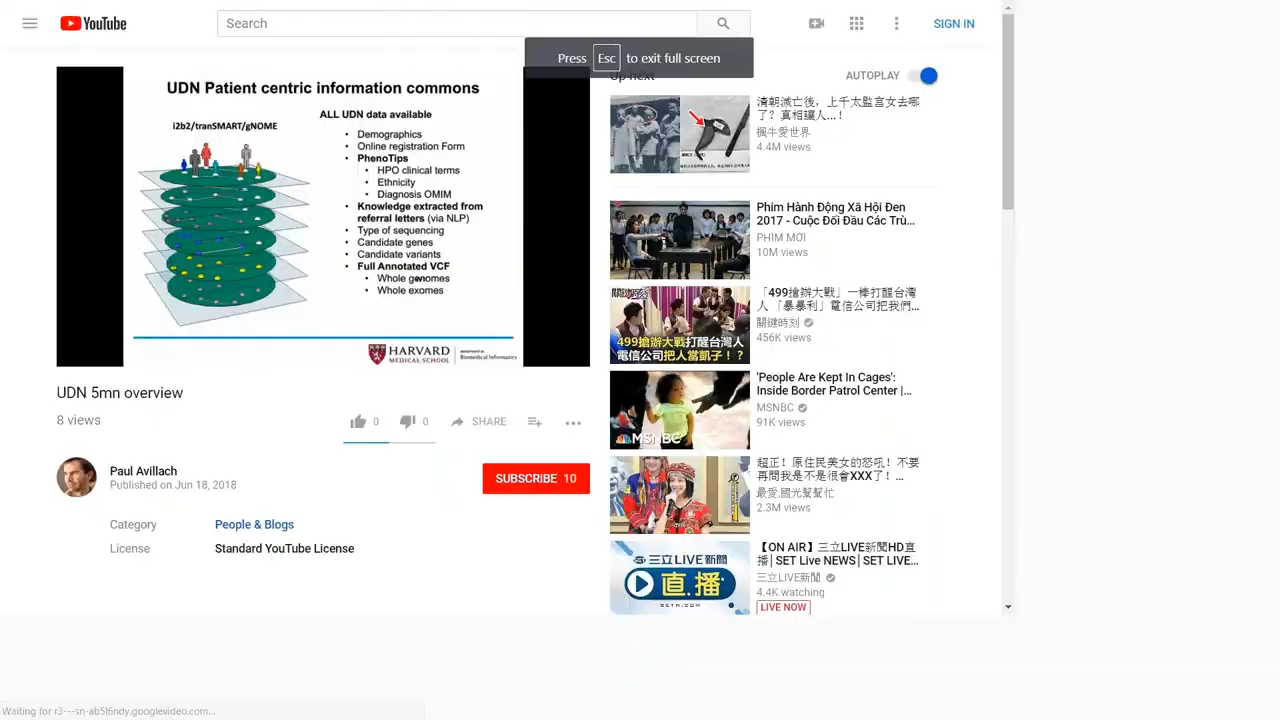 YouTube
Search
SIGN IN
Press Esc to exit full screen
Up next
AUTOPLAY
UDN Patient centric information commons
i2b2/tranSMART/gNOME
ALL UDN data available
• Demographics
• Online registration Form
• PhenoTips
• HPO clinical terms
• Ethnicity
• Diagnosis OMIM
• Knowledge extracted from
referral letters (via NLP)
• Type of sequencing
• Candidate genes
• Candidate variants
• Full Annotated VCF
• Whole genomes
• Whole exomes
HARVARD
MEDICAL SCHOOL
DEPARTMENT OF
Biomedical Informatics
UDN 5mn overview
8 views
0
0
SHARE
Paul Avillach
Published on Jun 18, 2018
SUBSCRIBE 10
Category
People & Blogs
License
Standard YouTube License
清朝滅亡後，上千太監宮女去哪
了？真相讓人...！
楓牛愛世界
4.4M views
Phim Hành Động Xã Hội Đen
2017 - Cuộc Đối Đầu Các Trù...
PHIM MỚI
10M views
關鍵時刻
499搶辦大戰打醒台灣人
電信公司把人當凱子！？
「499搶辦大戰」一棒打醒台灣
人 「暴暴利」電信公司把我們...
關鍵時刻
456K views
MSNBC
'People Are Kept In Cages':
Inside Border Patrol Center |...
MSNBC
91K views
超正！原住民美女的怒吼！不要
再問我是不是很會XXX了！...
最愛.國光幫幫忙
2.3M views
三立LIVE新聞
直播
SETN.COM
【ON AIR】三立LIVE新聞HD直
播│SET Live NEWS│SET LIVE...
三立LIVE新聞
4.4K watching
LIVE NOW
Waiting for r3---sn-ab5l6ndy.googlevideo.com...